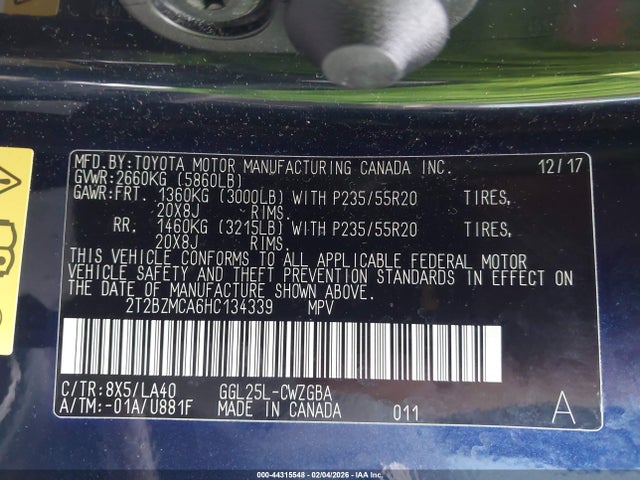 MFD.BY:TOYOTA MOTOR MANUFACTURING CANADA INC. 12/17
GVWR:2660KG (5860LB)
GAWR:FRT. 1360KG (3000LB) WITH P235/55R20 TIRES,
20X8J RIMS.
RR. 1460KG (3215LB) WITH P235/55R20 TIRES,
20X8J RIMS.
THIS VEHICLE CONFORMS TO ALL APPLICABLE FEDERAL MOTOR
VEHICLE SAFETY AND THEFT PREVENTION STANDARDS IN EFFECT ON
THE DATE OF MANUFACTURE SHOWN ABOVE.
2T2BZMCA6HC134339 MPV
C/TR:8X5/LA40 GGL25L-CWZGBA
A/TM:-01A/U881F MADE IN CANADA 011 A
000-44315548 - 02/04/2026 - IAA Inc.